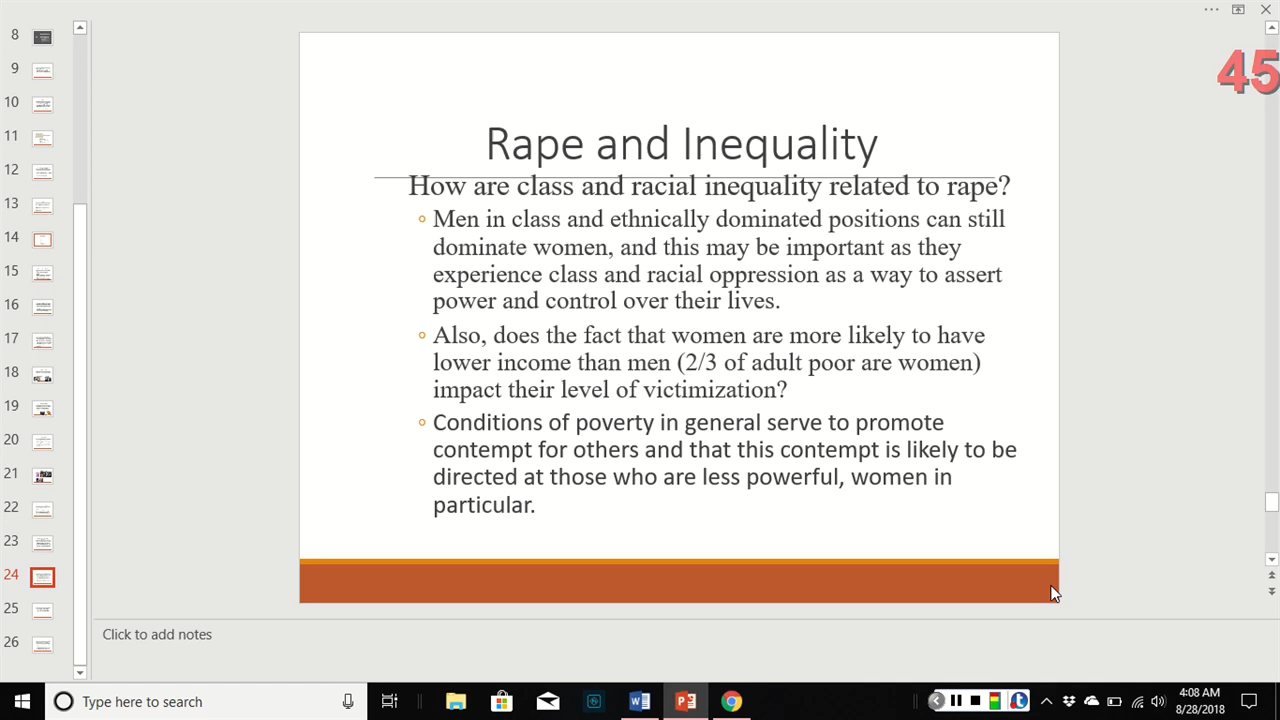 8
9
10
11
12
13
14
15
16
17
18
19
20
21
22
23
24
25
26
45
Rape and Inequality
How are class and racial inequality related to rape?
Men in class and ethnically dominated positions can still
dominate women, and this may be important as they
experience class and racial oppression as a way to assert
power and control over their lives.
Also, does the fact that women are more likely to have
lower income than men (2/3 of adult poor are women)
impact their level of victimization?
Conditions of poverty in general serve to promote
contempt for others and that this contempt is likely to be
directed at those who are less powerful, women in
particular.
Click to add notes
Type here to search
4:08 AM
8/28/2018